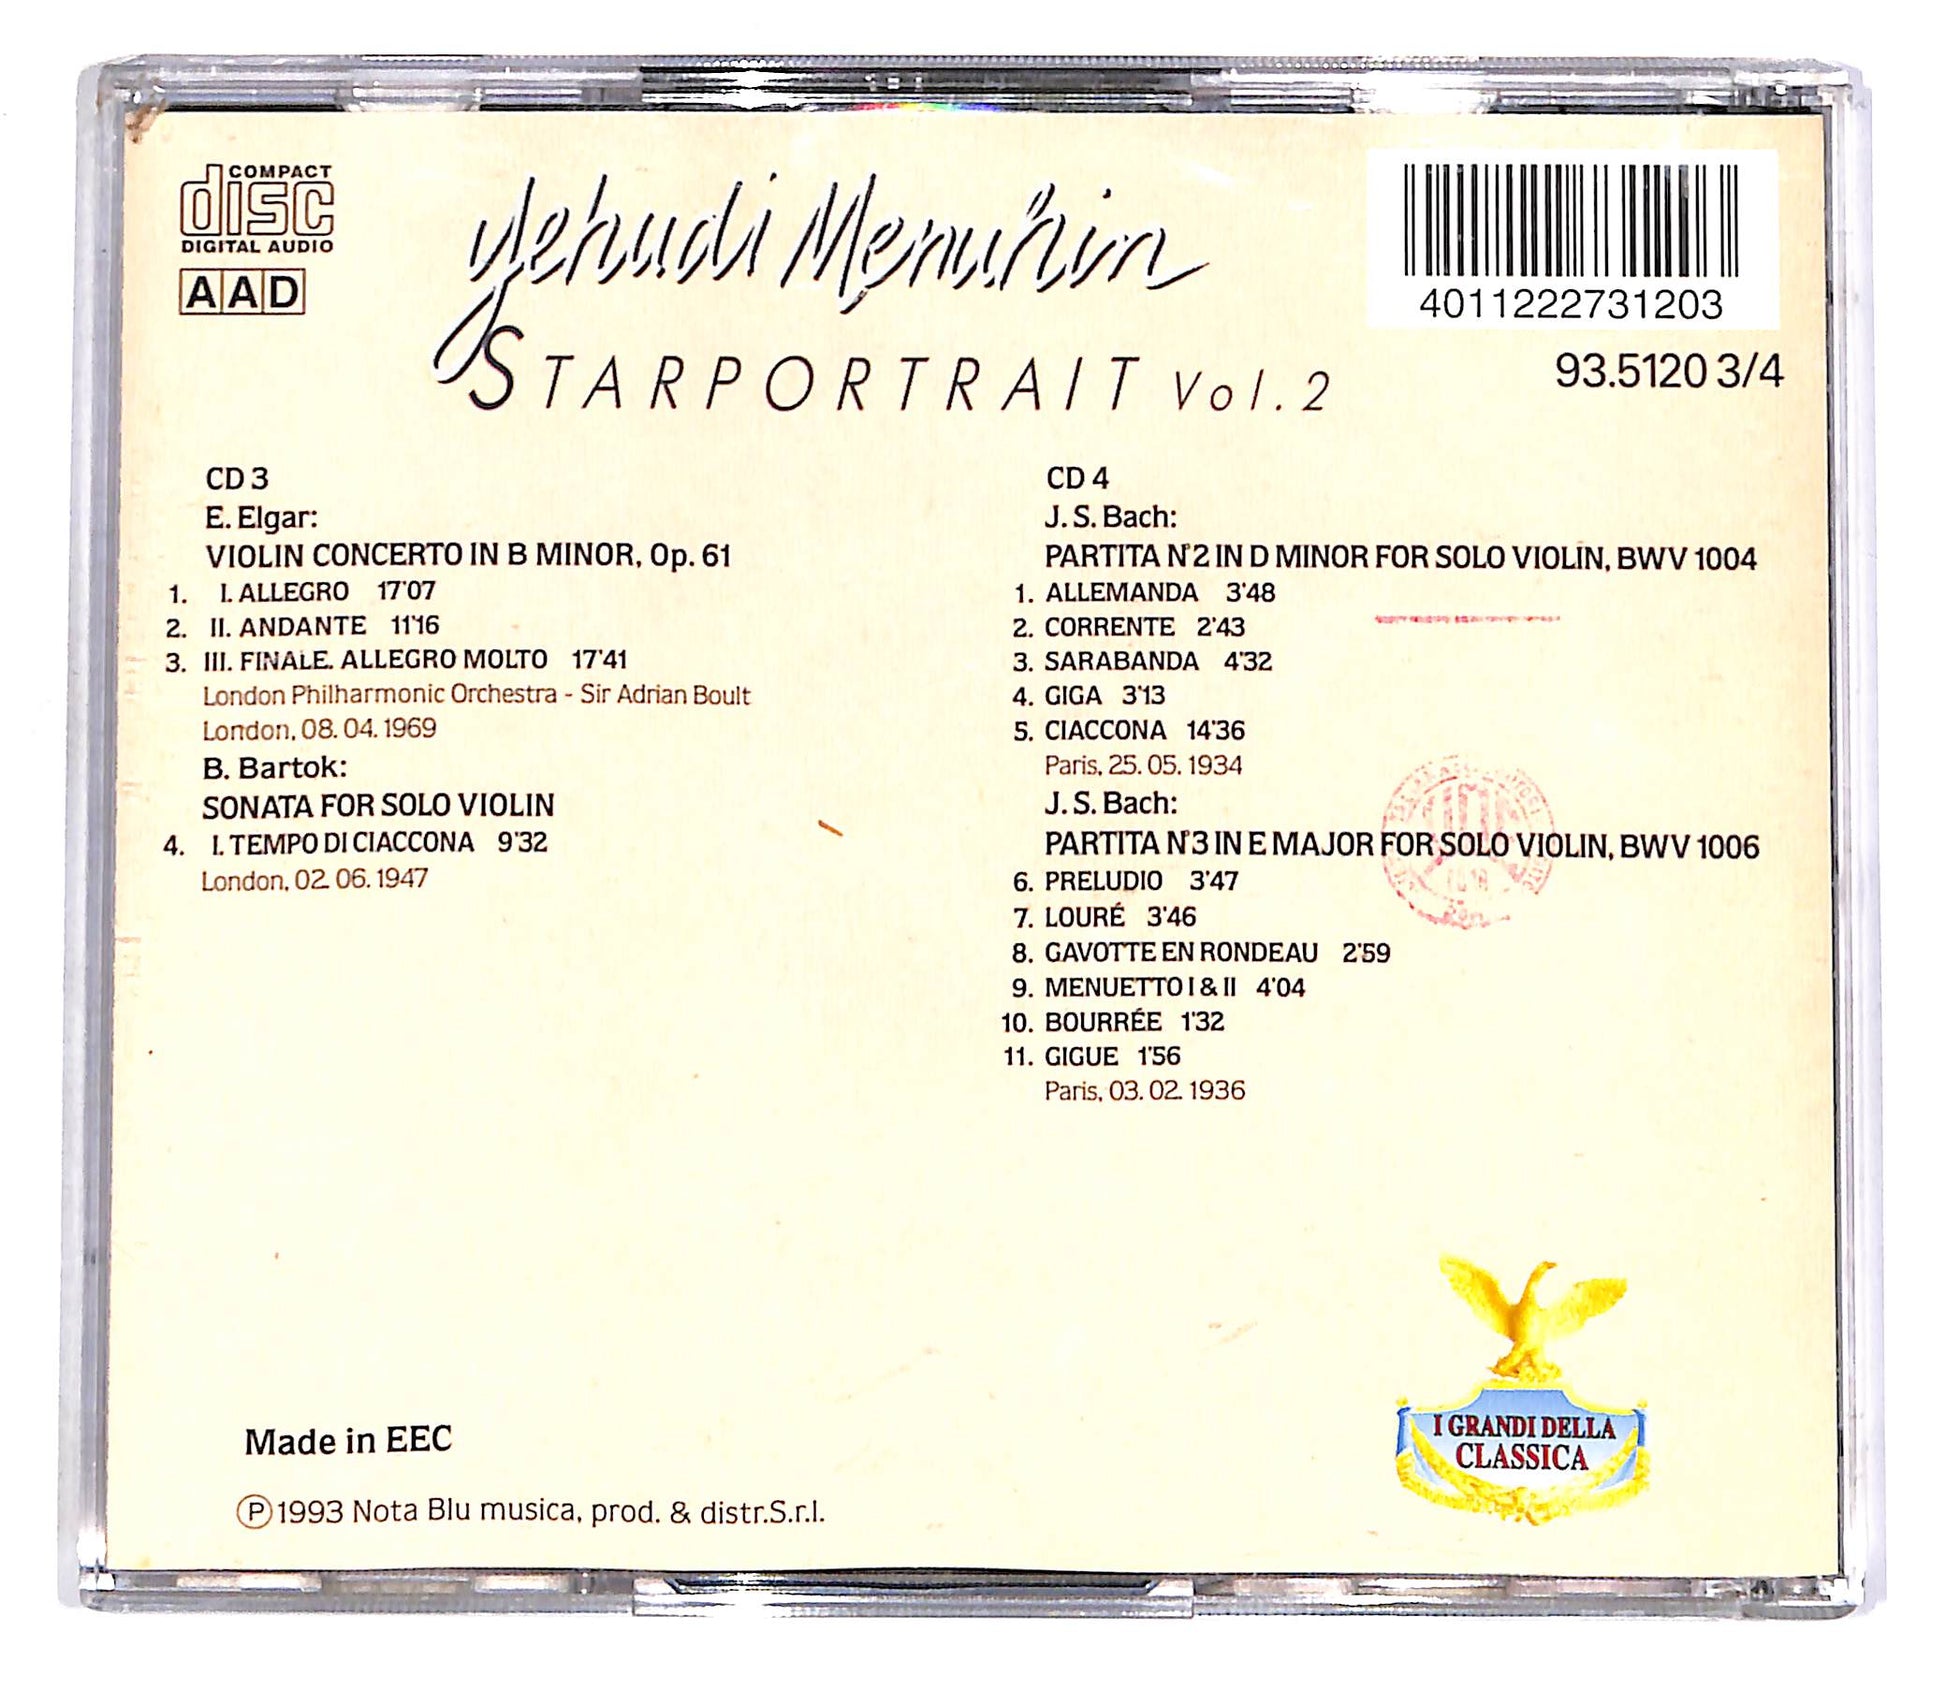 COMPACT
disc
DIGITAL AUDIO
AAD
Yehudi Menuhin
STARPORTRAIT Vol. 2
4011222731203
93.5120 3/4
CD 3
E. Elgar:
VIOLIN CONCERTO IN B MINOR, Op. 61
1. I. ALLEGRO 17'07
2. II. ANDANTE 11'16
3. III. FINALE. ALLEGRO MOLTO 17'41
London Philharmonic Orchestra - Sir Adrian Boult
London, 08. 04. 1969
B. Bartok:
SONATA FOR SOLO VIOLIN
4. I. TEMPO DI CIACCONA 9'32
London, 02. 06. 1947
CD 4
J. S. Bach:
PARTITA N°2 IN D MINOR FOR SOLO VIOLIN, BWV 1004
1. ALLEMANDA 3'48
2. CORRENTE 2'43
3. SARABANDA 4'32
4. GIGA 3'13
5. CIACCONA 14'36
Paris, 25. 05. 1934
J. S. Bach:
PARTITA N°3 IN E MAJOR FOR SOLO VIOLIN, BWV 1006
6. PRELUDIO 3'47
7. LOURÉ 3'46
8. GAVOTTE EN RONDEAU 2'59
9. MENUETTO I & II 4'04
10. BOURRÉE 1'32
11. GIGUE 1'56
Paris, 03. 02. 1936
I GRANDI DELLA
CLASSICA
Made in EEC
Ⓟ 1993 Nota Blu musica, prod. & distr.S.r.l.